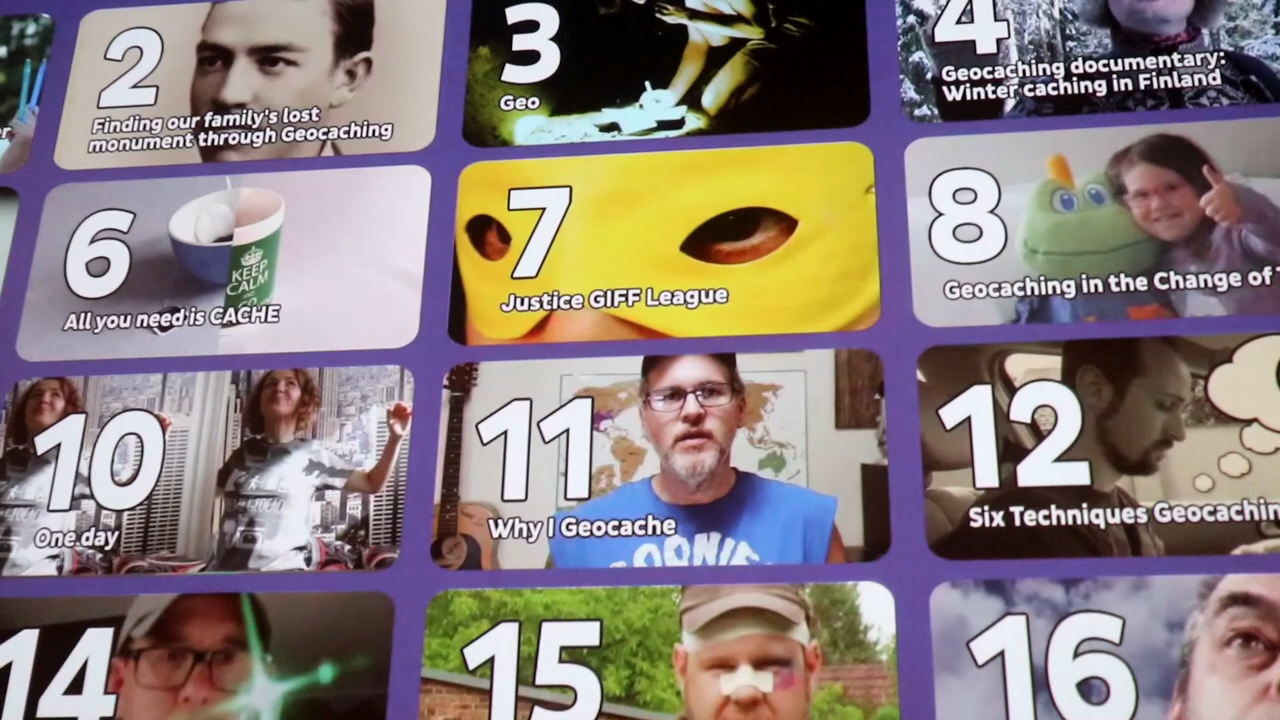 2
Finding our family's lost
monument through Geocaching
3
Geo
4
Geocaching documentary:
Winter caching in Finland
6
KEEP
CALM
All you need is CACHE
7
Justice GIFF League
8
Geocaching in the Change of
10
One day
11
Why I Geocache
12
Six Techniques
14
15
16